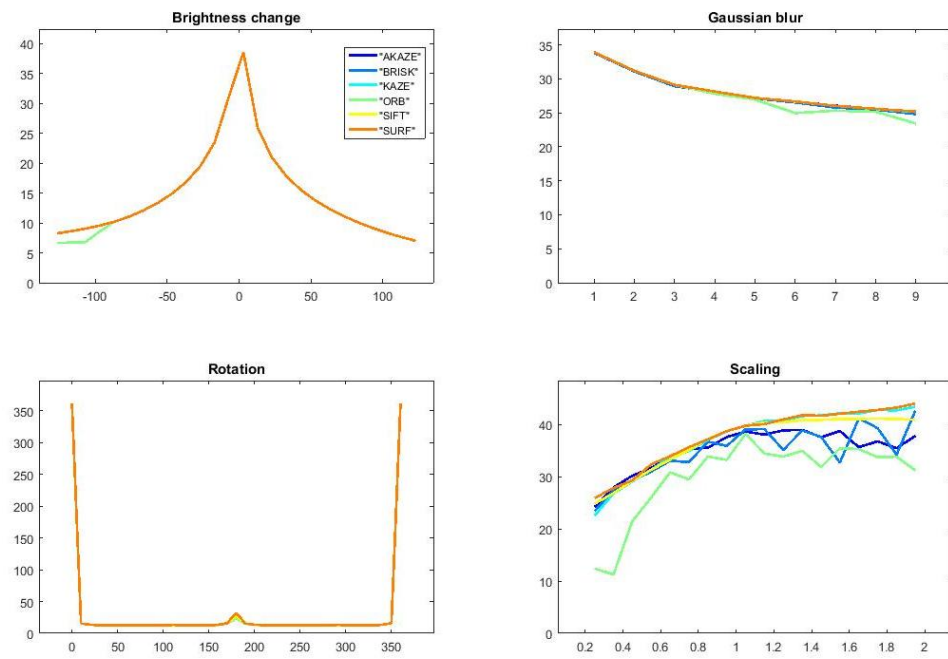 Brightness change
40
35
30
25
20
15
10
5
0
-100 -50 0 50 100
"AKAZE"
"BRISK"
"KAZE"
"ORB"
"SIFT"
"SURF"
Gaussian blur
35
30
25
20
15
10
5
0
1 2 3 4 5 6 7 8 9
Rotation
350
300
250
200
150
100
50
0
0 50 100 150 200 250 300 350
Scaling
40
30
20
10
0
0.2 0.4 0.6 0.8 1 1.2 1.4 1.6 1.8 2